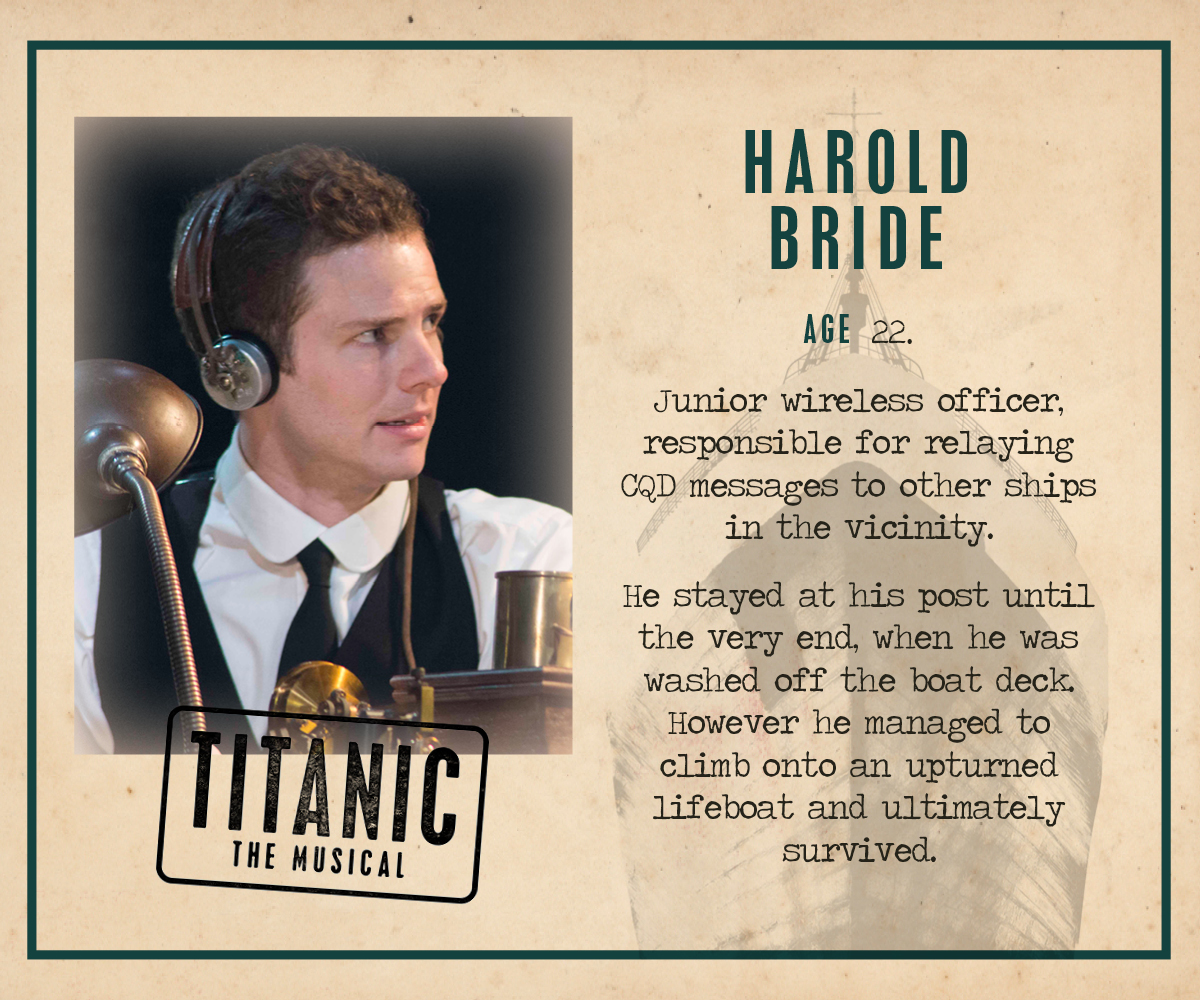 HAROLD
BRIDE
AGE 22.
Junior wireless officer,
responsible for relaying
CQD messages to other ships
in the vicinity.
He stayed at his post until
the very end, when he was
washed off the boat deck.
However he managed to
climb onto an upturned
lifeboat and ultimately
survived.
TITANIC
THE MUSICAL